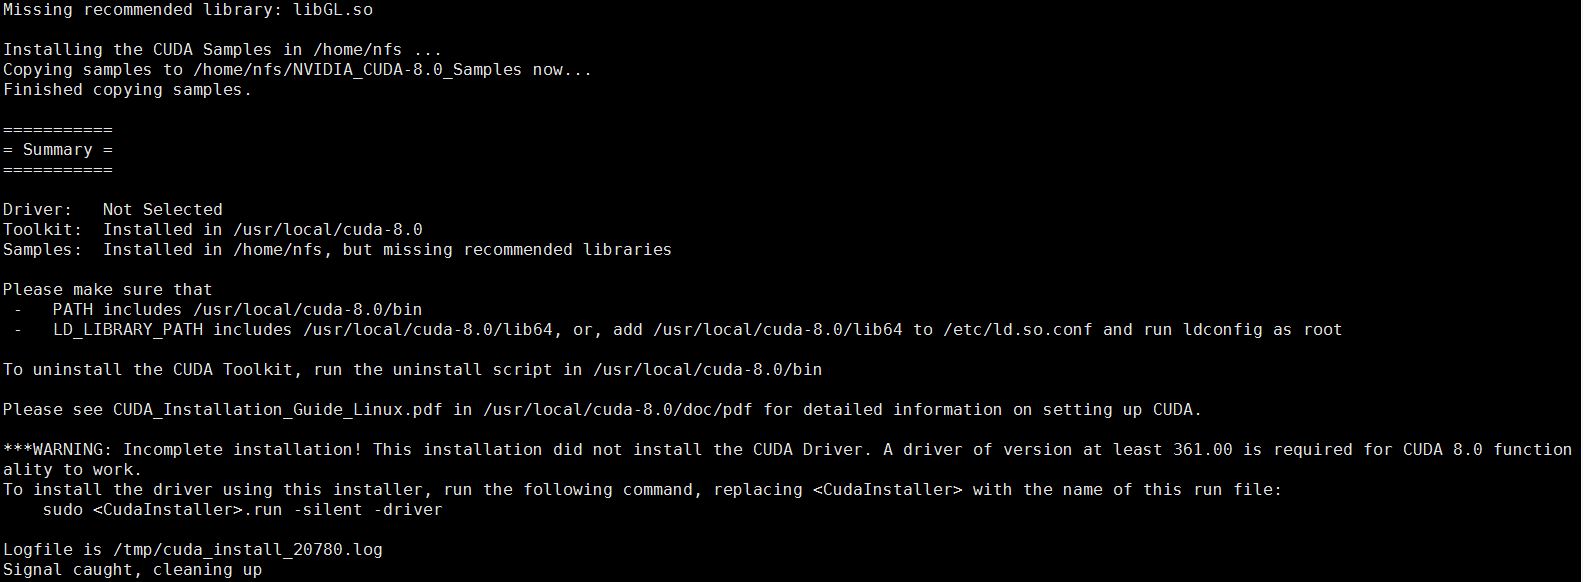 Missing recommended library: libGL.so
Installing the CUDA Samples in /home/nfs ...
Copying samples to /home/nfs/NVIDIA_CUDA-8.0_Samples now...
Finished copying samples.
===========
= Summary =
===========
Driver:   Not Selected
Toolkit:  Installed in /usr/local/cuda-8.0
Samples:  Installed in /home/nfs, but missing recommended libraries
Please make sure that
 -   PATH includes /usr/local/cuda-8.0/bin
 -   LD_LIBRARY_PATH includes /usr/local/cuda-8.0/lib64, or, add /usr/local/cuda-8.0/lib64 to /etc/ld.so.conf and run ldconfig as root
To uninstall the CUDA Toolkit, run the uninstall script in /usr/local/cuda-8.0/bin
Please see CUDA_Installation_Guide_Linux.pdf in /usr/local/cuda-8.0/doc/pdf for detailed information on setting up CUDA.
***WARNING: Incomplete installation! This installation did not install the CUDA Driver. A driver of version at least 361.00 is required for CUDA 8.0 function
ality to work.
To install the driver using this installer, run the following command, replacing <CudaInstaller> with the name of this run file:
    sudo <CudaInstaller>.run -silent -driver
Logfile is /tmp/cuda_install_20780.log
Signal caught, cleaning up